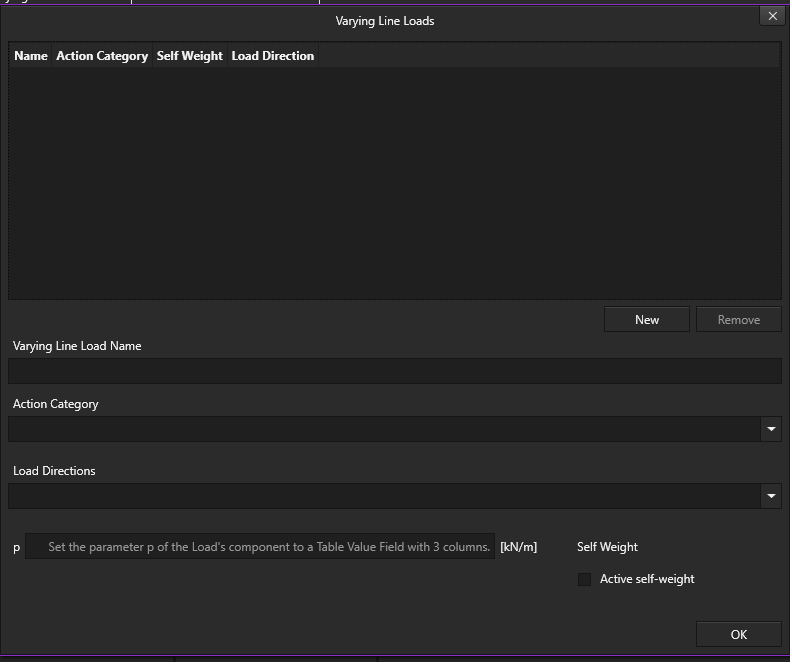 Varying Line Loads
Name Action Category Self Weight Load Direction
New Remove
Varying Line Load Name
Action Category
Load Directions
p Set the parameter p of the Load's component to a Table Value Field with 3 columns. [kN/m] Self Weight
Active self-weight
OK